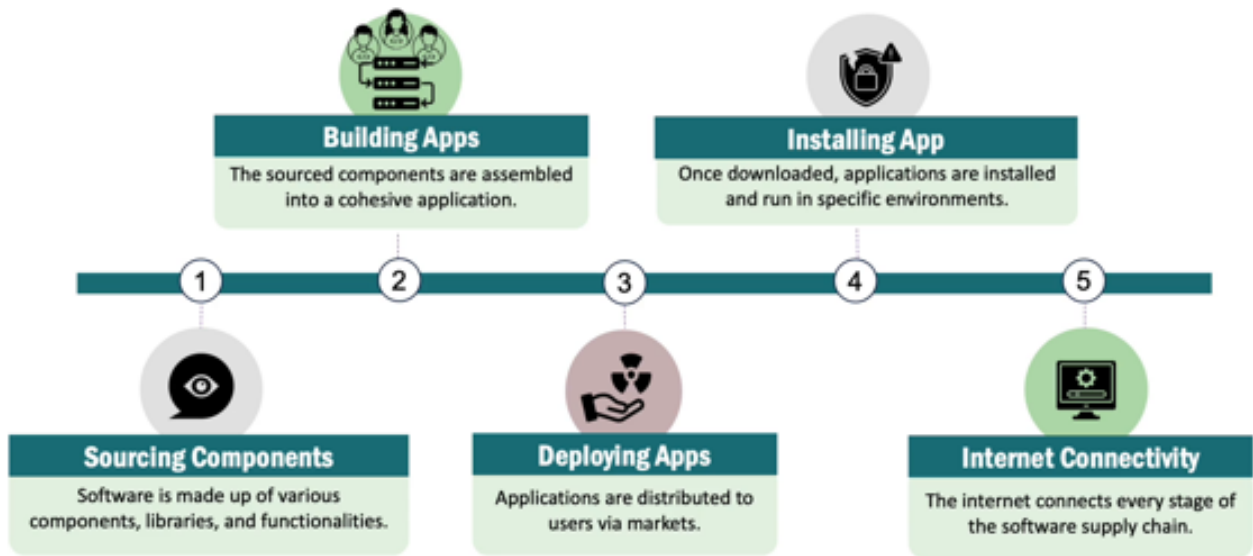 Building Apps
The sourced components are assembled
into a cohesive application.
Installing App
Once downloaded, applications are installed
and run in specific environments.
1
2
3
4
5
Sourcing Components
Software is made up of various
components, libraries, and functionalities.
Deploying Apps
Applications are distributed to
users via markets.
Internet Connectivity
The internet connects every stage of
the software supply chain.